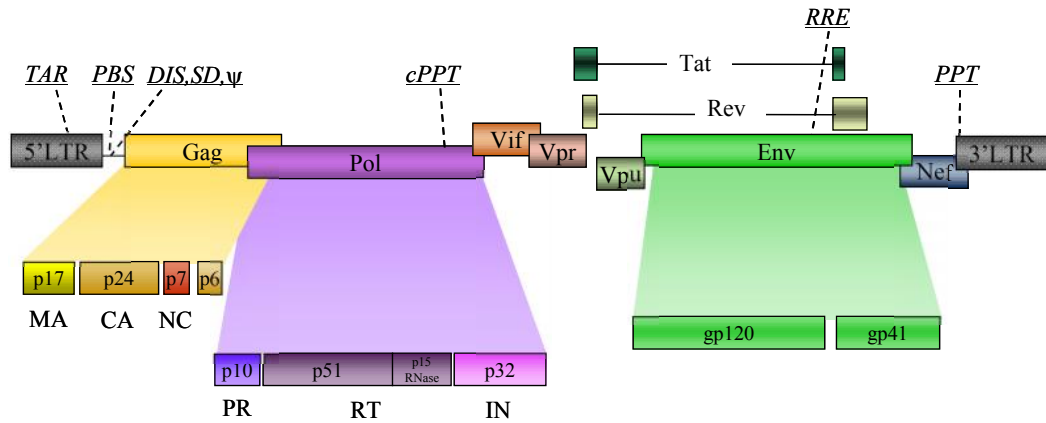 RRE
TAR PBS DIS,SD,ψ cPPT Tat PPT
Rev
5'LTR Gag Pol Vif Vpr Vpu Env Nef 3'LTR
p17 p24 p7 p6
MA CA NC
gp120 gp41
p10 p51 p15 RNase p32
PR RT IN